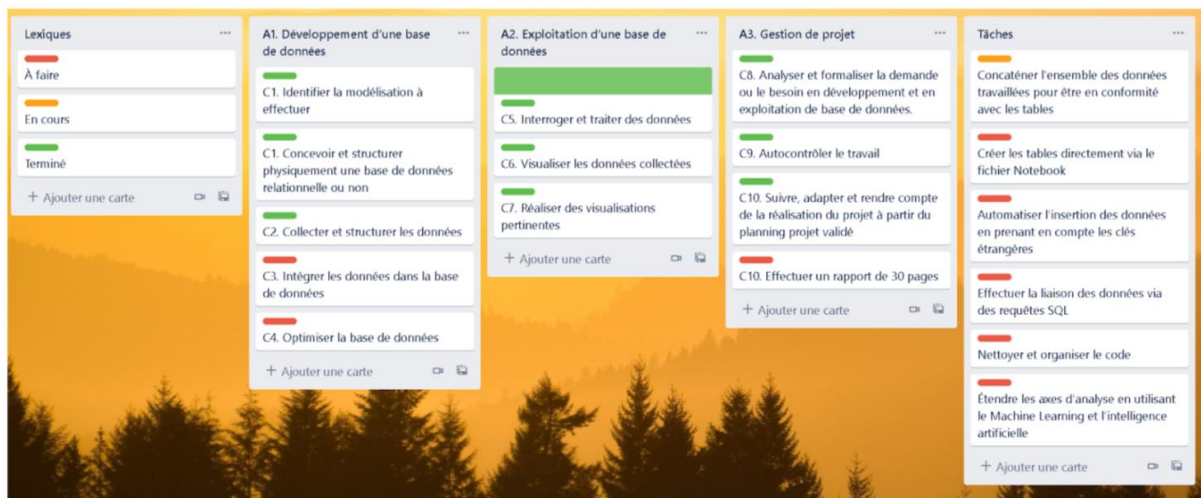 Lexiques
À faire
En cours
Terminé
+ Ajouter une carte
A1. Développement d'une base
de données
C1. Identifier la modélisation à
effectuer
C1. Concevoir et structurer
physiquement une base de données
relationnelle ou non
C2. Collecter et structurer les données
C3. Intégrer les données dans la base
de données
C4. Optimiser la base de données
+ Ajouter une carte
A2. Exploitation d'une base de
données
C5. Interroger et traiter des données
C6. Visualiser les données collectées
C7. Réaliser des visualisations
pertinentes
+ Ajouter une carte
A3. Gestion de projet
C8. Analyser et formaliser la demande
ou le besoin en développement et en
exploitation de base de données.
C9. Autocontrôler le travail
C10. Suivre, adapter et rendre compte
de la réalisation du projet à partir du
planning projet validé
C10. Effectuer un rapport de 30 pages
+ Ajouter une carte
Tâches
Concaténer l'ensemble des données
travaillées pour être en conformité
avec les tables
Créer les tables directement via le
fichier Notebook
Automatiser l'insertion des données
en prenant en compte les clés
étrangères
Effectuer la liaison des données via
des requêtes SQL
Nettoyer et organiser le code
Étendre les axes d'analyse en utilisant
le Machine Learning et l'intelligence
artificielle
+ Ajouter une carte